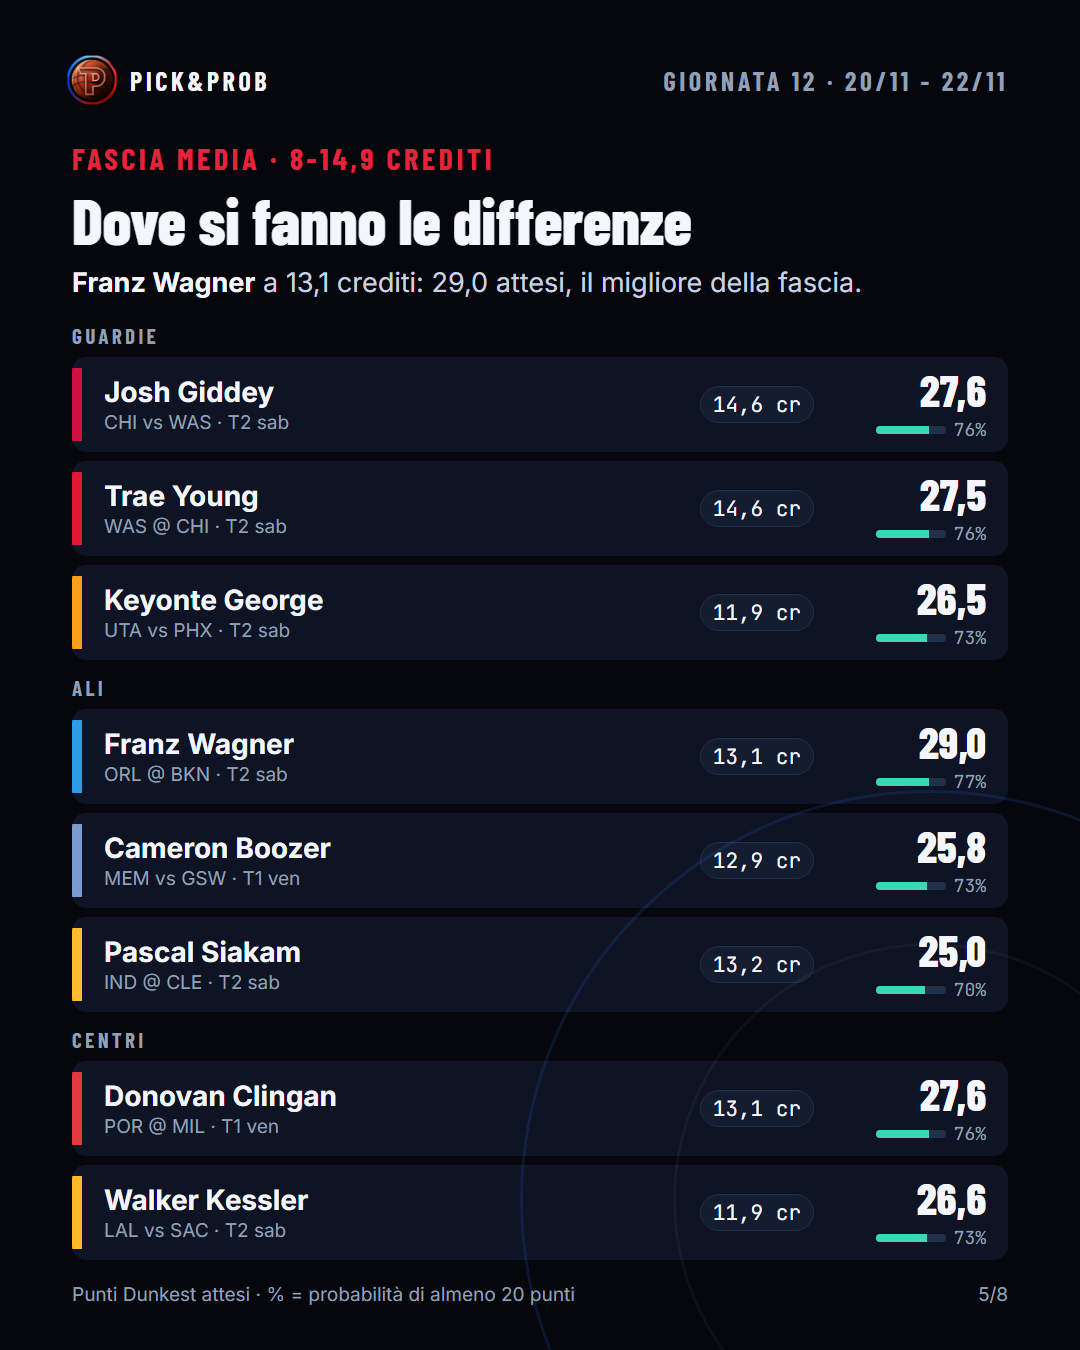 PICK&PROB
GIORNATA 12 · 20/11 - 22/11
FASCIA MEDIA · 8-14,9 CREDITI
Dove si fanno le differenze
Franz Wagner a 13,1 crediti: 29,0 attesi, il migliore della fascia.
GUARDIE
Josh Giddey
CHI vs WAS · T2 sab
14,6 cr
27,6
76%
Trae Young
WAS @ CHI · T2 sab
14,6 cr
27,5
76%
Keyonte George
UTA vs PHX · T2 sab
11,9 cr
26,5
73%
ALI
Franz Wagner
ORL @ BKN · T2 sab
13,1 cr
29,0
77%
Cameron Boozer
MEM vs GSW · T1 ven
12,9 cr
25,8
73%
Pascal Siakam
IND @ CLE · T2 sab
13,2 cr
25,0
70%
CENTRI
Donovan Clingan
POR @ MIL · T1 ven
13,1 cr
27,6
76%
Walker Kessler
LAL vs SAC · T2 sab
11,9 cr
26,6
73%
Punti Dunkest attesi · % = probabilità di almeno 20 punti
5/8